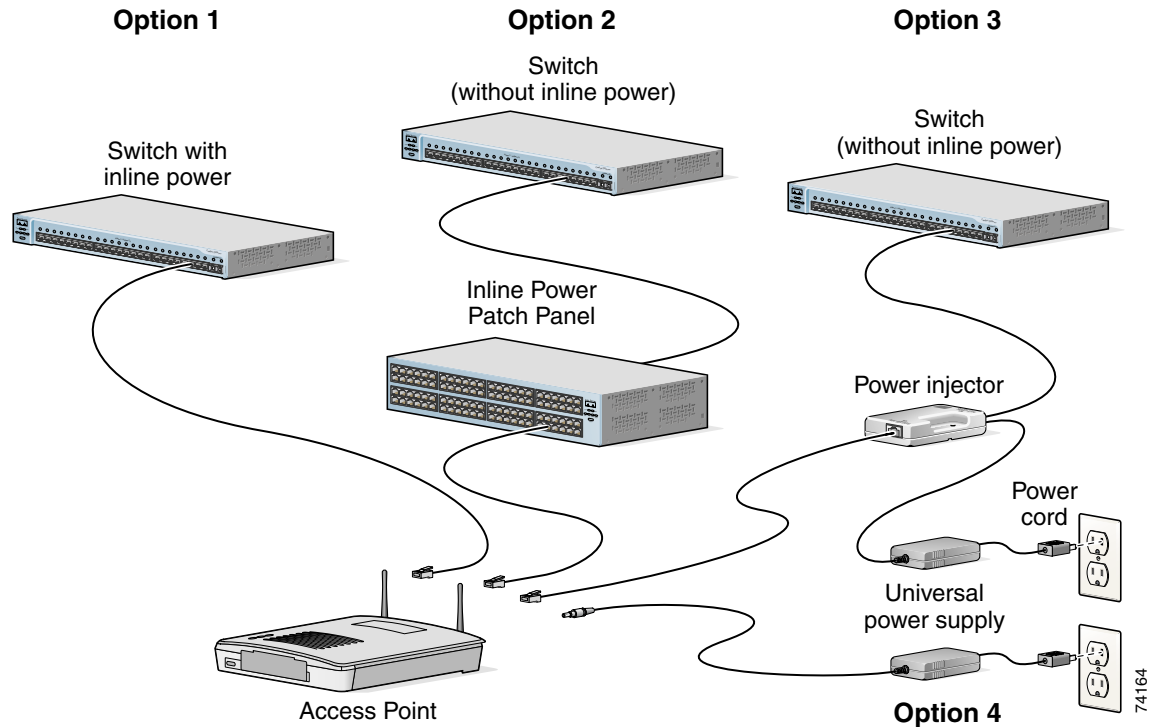 Option 1
Option 2
Option 3
Switch
(without inline power)
Switch with
inline power
Switch
(without inline power)
Inline Power
Patch Panel
Power injector
Power
cord
Universal
power supply
Access Point
Option 4
74164